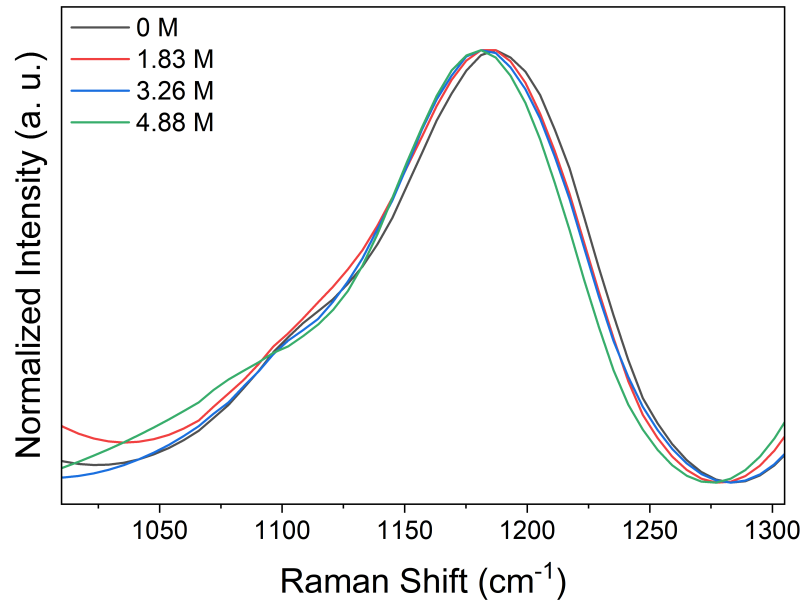 0 M
1.83 M
3.26 M
4.88 M
Normalized Intensity (a. u.)
1050 1100 1150 1200 1250 1300
Raman Shift (cm⁻¹)